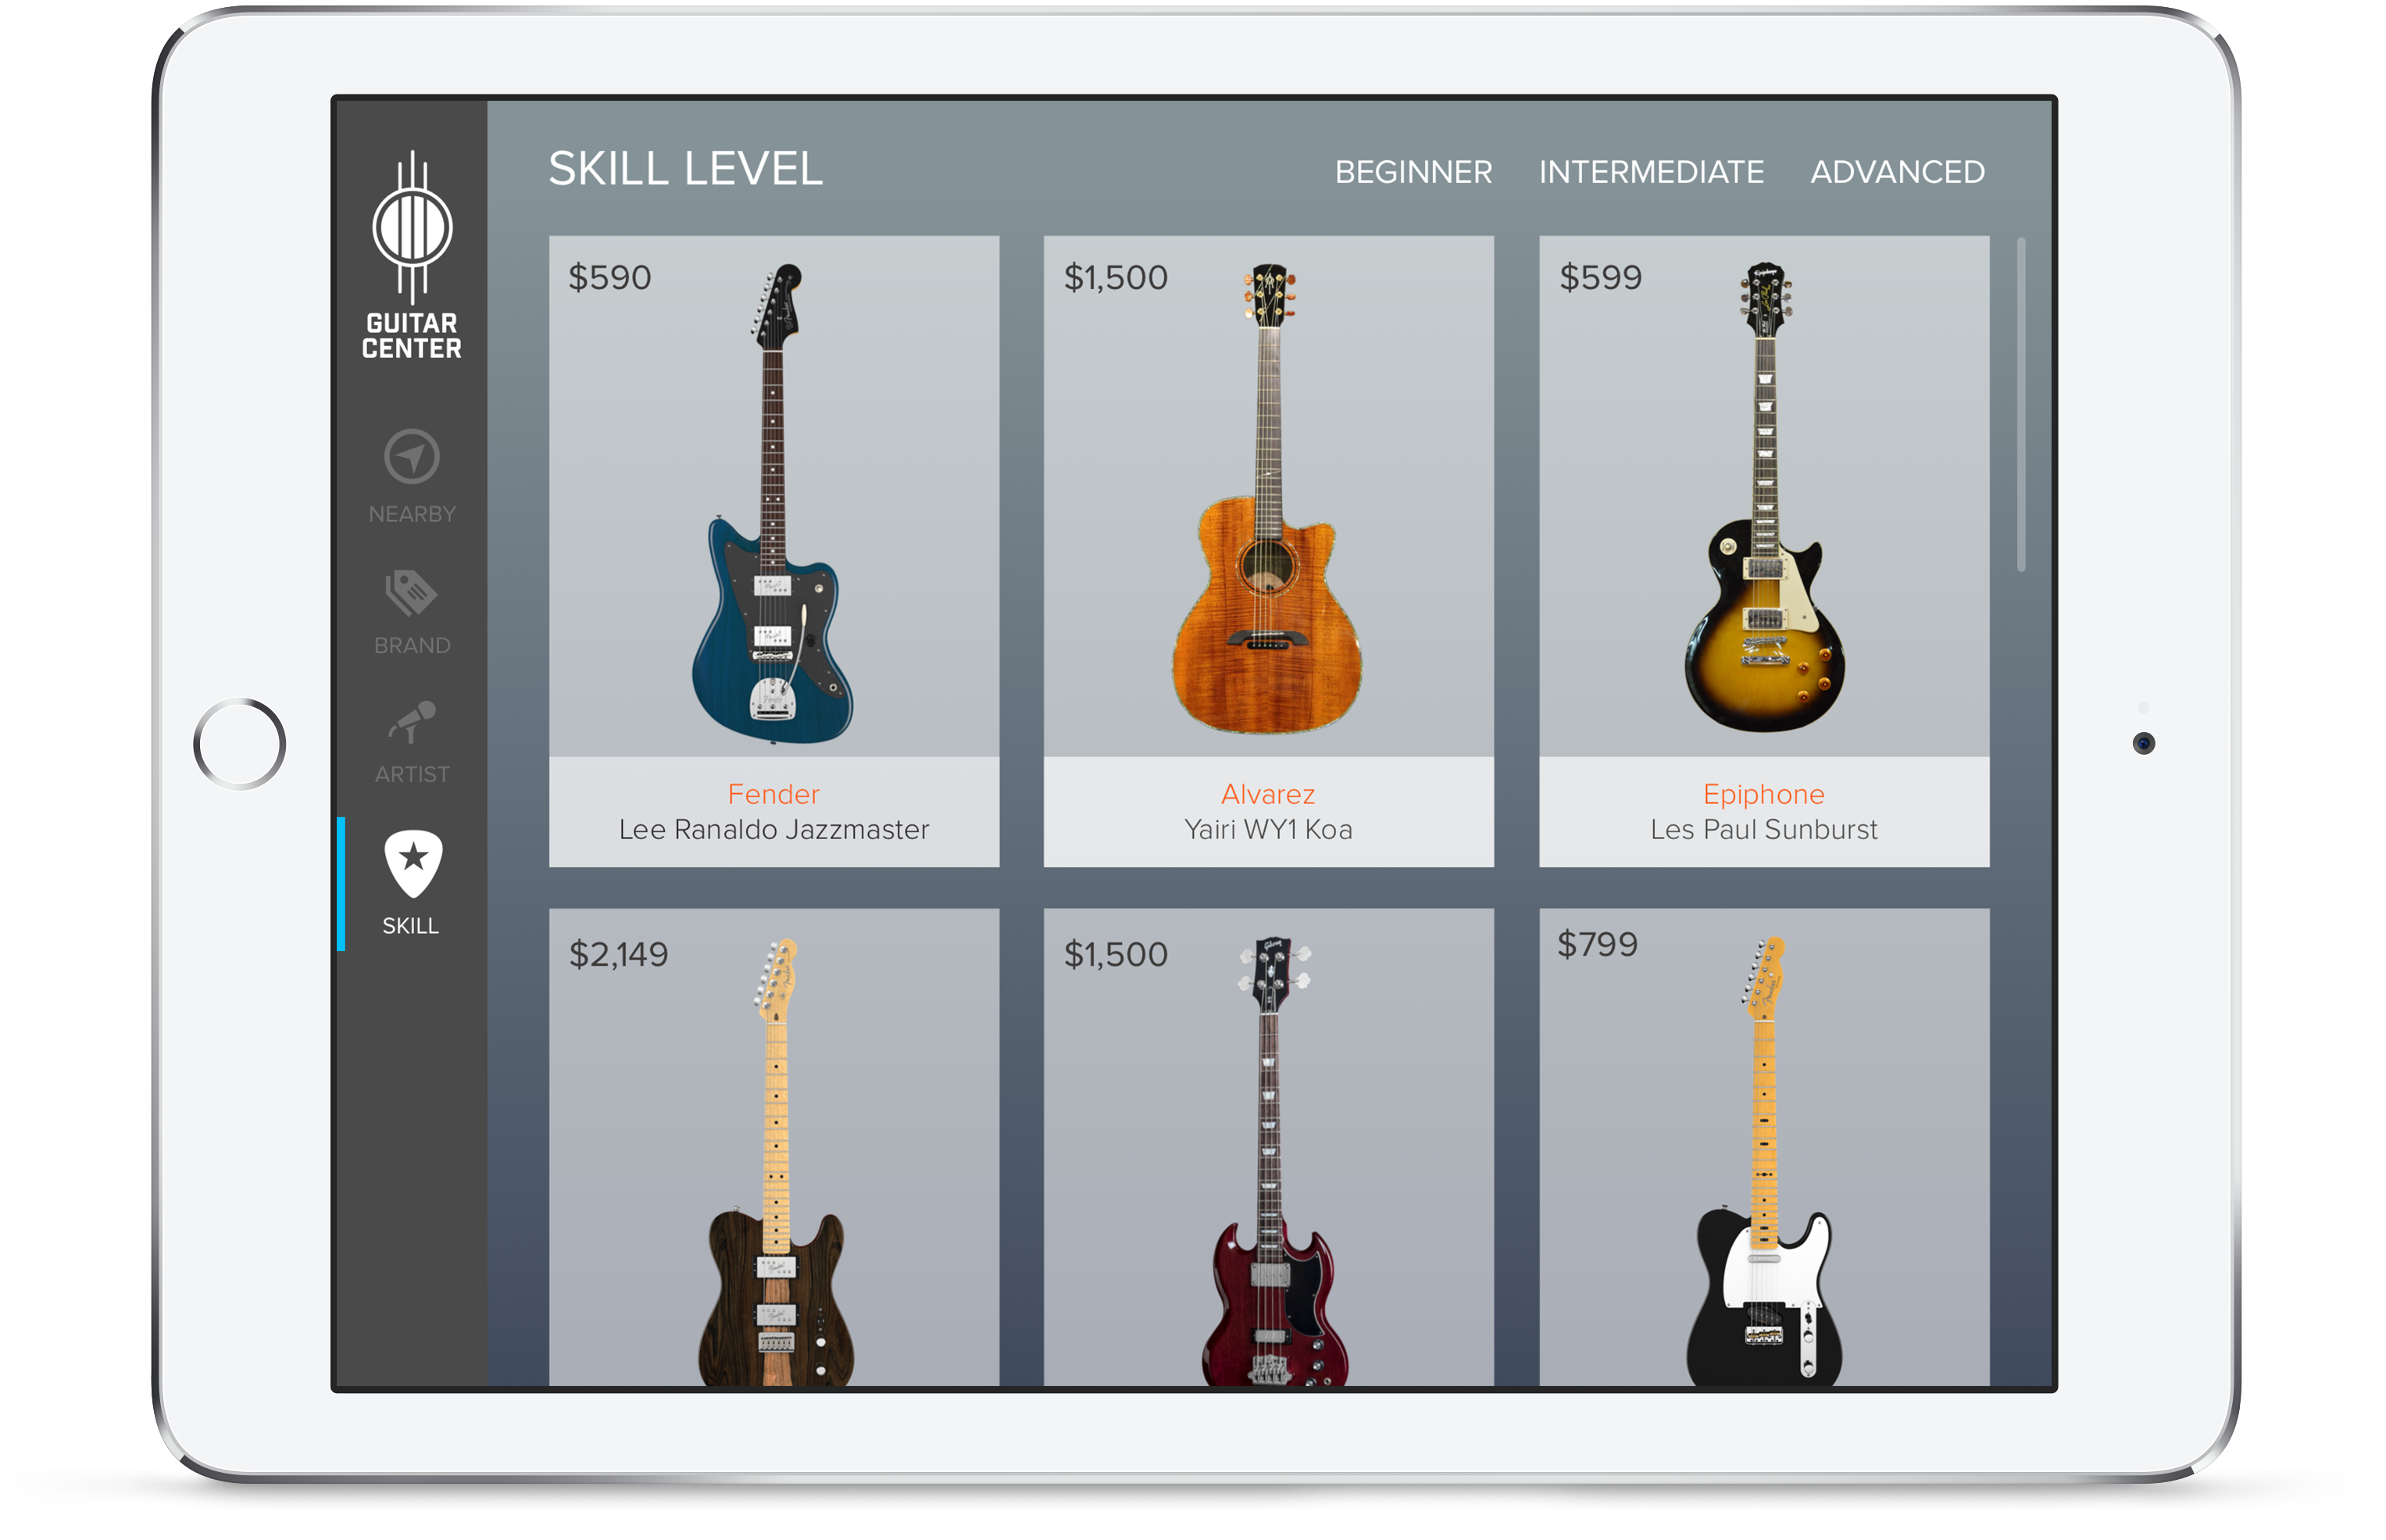 GUITAR
CENTER
NEARBY
BRAND
ARTIST
SKILL
SKILL LEVEL
BEGINNER INTERMEDIATE ADVANCED
$590
$1,500
$599
Fender
Lee Ranaldo Jazzmaster
Alvarez
Yairi WY1 Koa
Epiphone
Les Paul Sunburst
$2,149
$1,500
$799